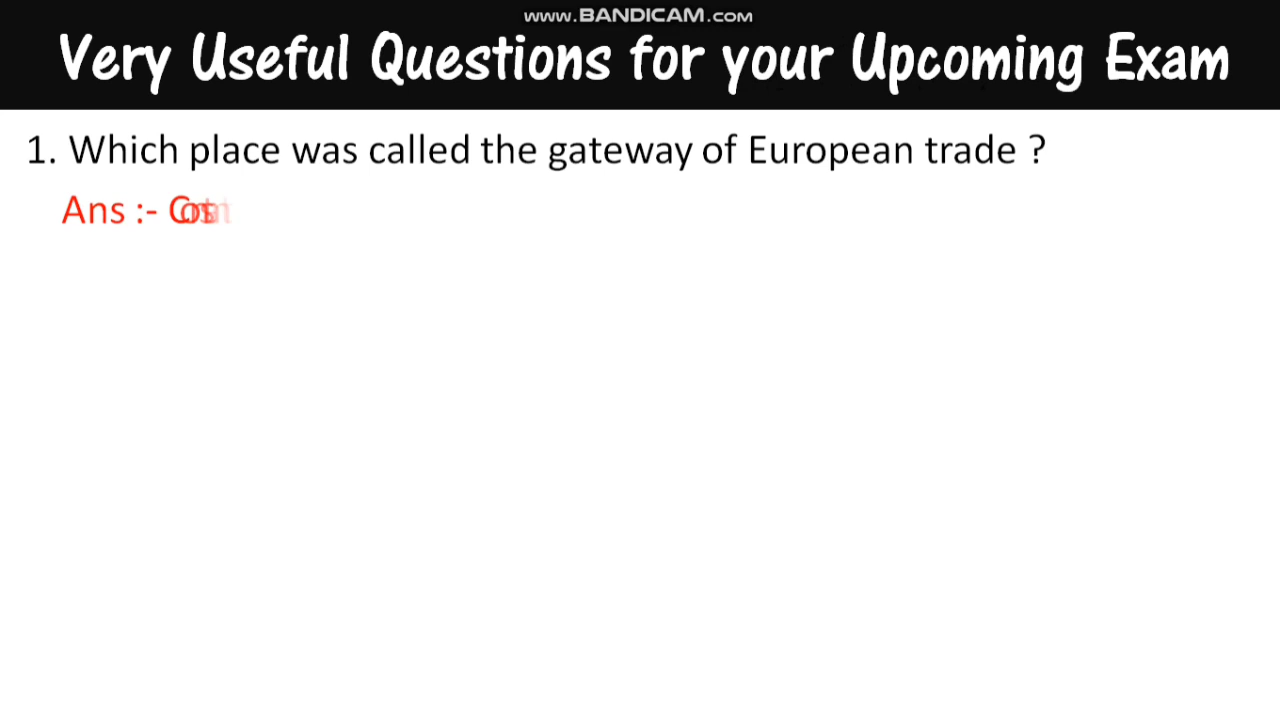 www.BANDICAM.com
Very Useful Questions for your Upcoming Exam
1. Which place was called the gateway of European trade ?
Ans :-